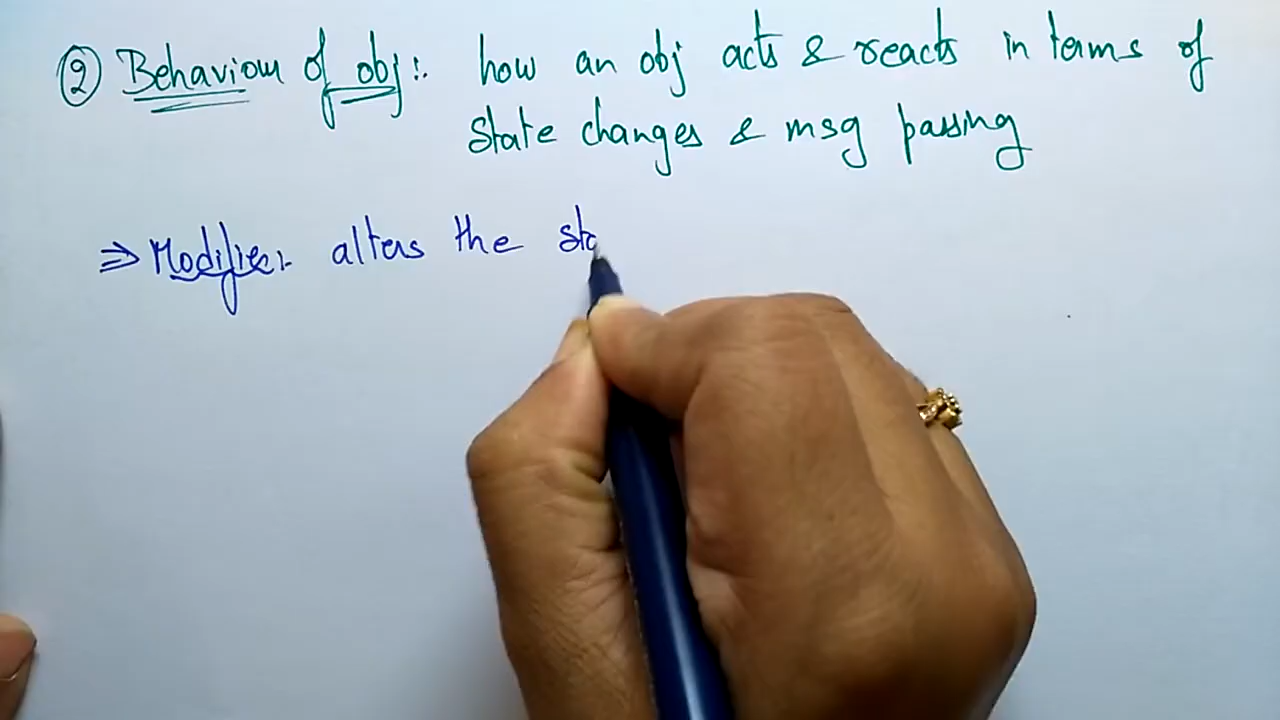 ② Behaviour of obj:. how an obj acts & reacts in terms of
State changes & msg passing
⇒ Modifier:- alters the sta